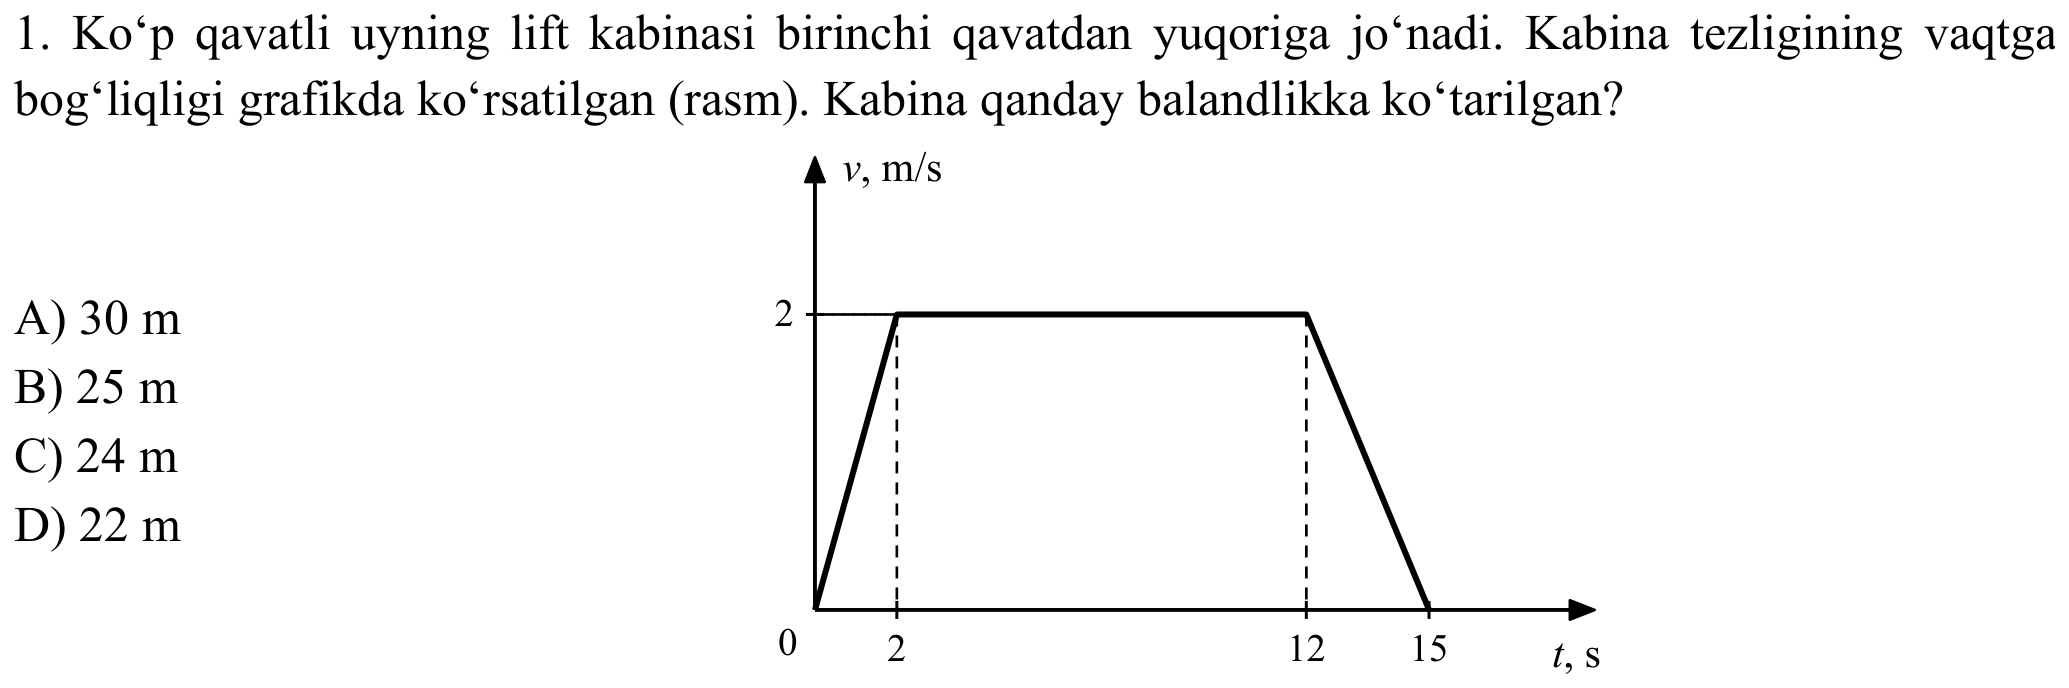 1. Ko‘p qavatli uyning lift kabinasi birinchi qavatdan yuqoriga jo‘nadi. Kabina tezligining vaqtga
bog‘liqligi grafikda ko‘rsatilgan (rasm). Kabina qanday balandlikka ko‘tarilgan?
v, m/s
2
A) 30 m
B) 25 m
C) 24 m
D) 22 m
0 2 12 15 t, s